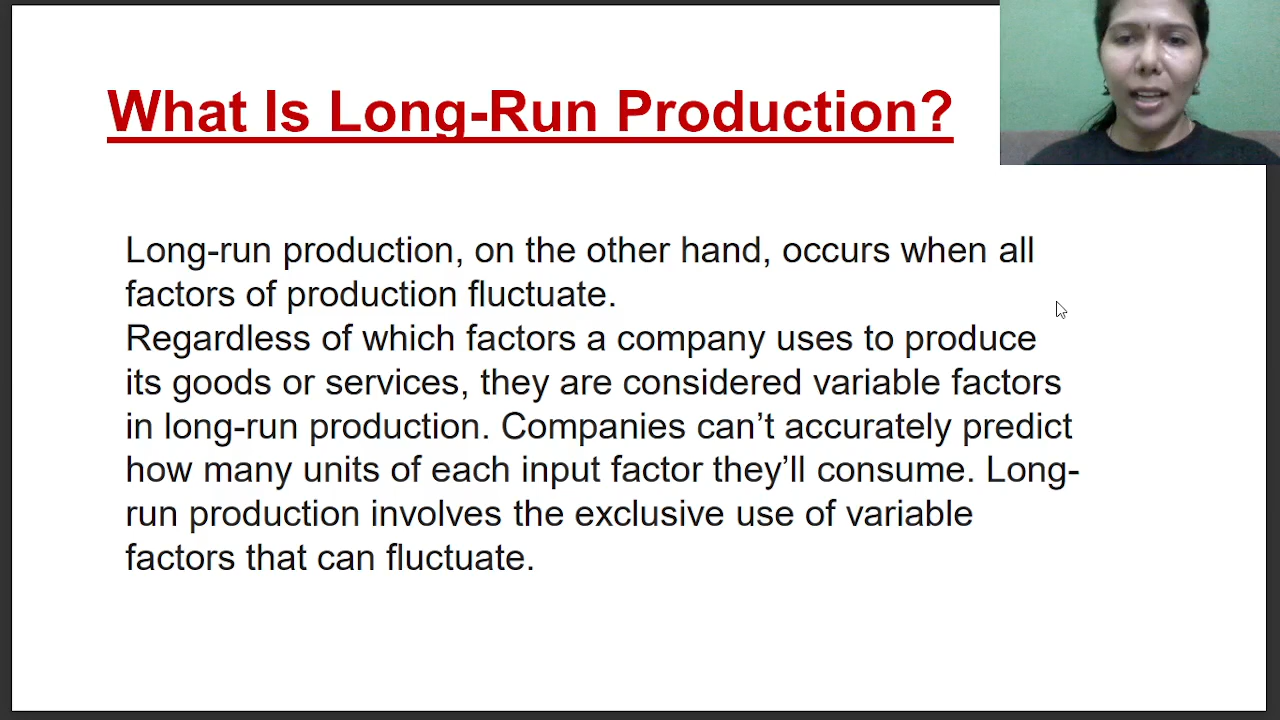 What Is Long-Run Production?
Long-run production, on the other hand, occurs when all
factors of production fluctuate.
Regardless of which factors a company uses to produce
its goods or services, they are considered variable factors
in long-run production. Companies can’t accurately predict
how many units of each input factor they’ll consume. Long-
run production involves the exclusive use of variable
factors that can fluctuate.